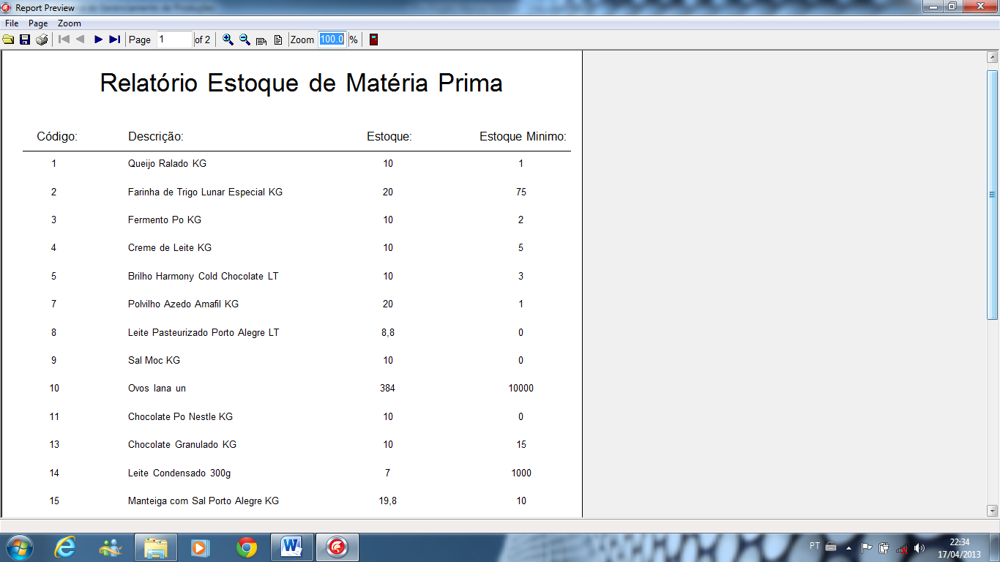 Report Preview
File Page Zoom
Page 1 of 2 Zoom 100.0 %
Relatório Estoque de Matéria Prima
Código: Descrição: Estoque: Estoque Minimo:
1 Queijo Ralado KG 10 1
2 Farinha de Trigo Lunar Especial KG 20 75
3 Fermento Po KG 10 2
4 Creme de Leite KG 10 5
5 Brilho Harmony Cold Chocolate LT 10 3
7 Polvilho Azedo Amafil KG 20 1
8 Leite Pasteurizado Porto Alegre LT 8,8 0
9 Sal Moc KG 10 0
10 Ovos Iana un 384 10000
11 Chocolate Po Nestle KG 10 0
13 Chocolate Granulado KG 10 15
14 Leite Condensado 300g 7 1000
15 Manteiga com Sal Porto Alegre KG 19,8 10
PT 22:34
17/04/2013